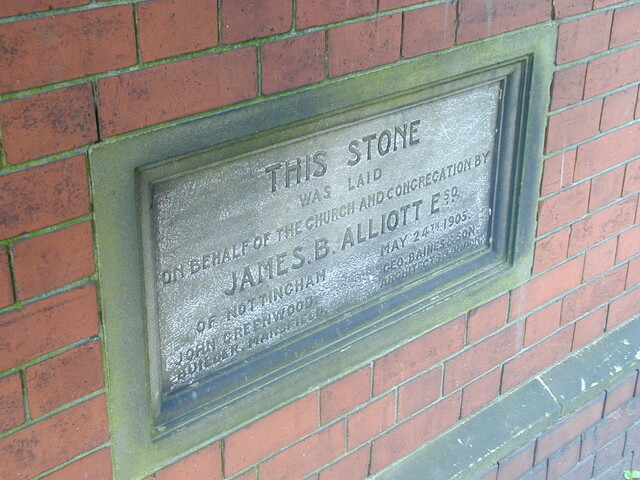 THIS STONE
WAS LAID
ON BEHALF OF THE CHURCH AND CONGREGATION BY
JAMES. B. ALLIOTT ESQ.
OF NOTTINGHAM MAY 24TH 1905.
JOHN GREENWOOD. GEO. BAINES & SON.
BUILDER. MANSFIELD. ARCHITECTS. LONDON